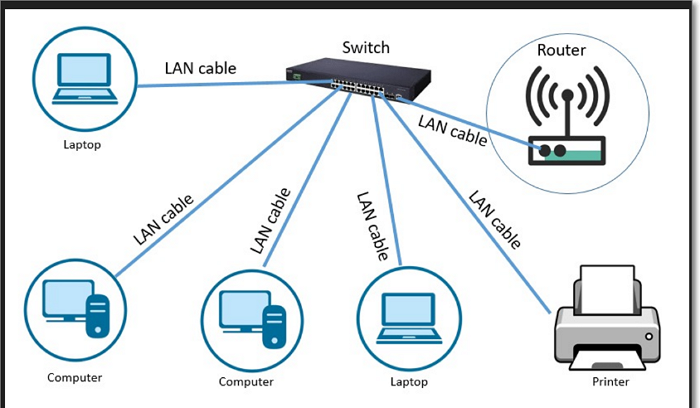 Switch
Router
LAN cable
Laptop
LAN cable
LAN cable
LAN cable
LAN cable
LAN cable
Computer
Computer
Laptop
Printer